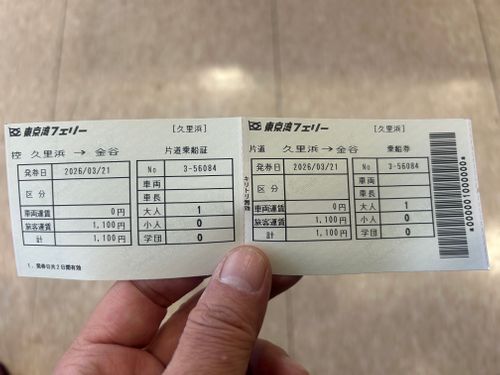 東京湾フェリー
[久里浜]
控 久里浜 → 金谷 片道乗船証
発券日 2026/03/21
区分
車両運賃 0円
旅客運賃 1,100円
計 1,100円
No 3-56084
車両
車長
大人 1
小人 0
学団 0
1. 発券日共2日間有効
キリトリ無効
東京湾フェリー
[久里浜]
片道 久里浜 → 金谷 乗船券
発券日 2026/03/21
区分
車両運賃 0円
旅客運賃 1,100円
計 1,100円
No 3-56084
車両
車長
大人 1
小人 0
学団 0
*000001000000*